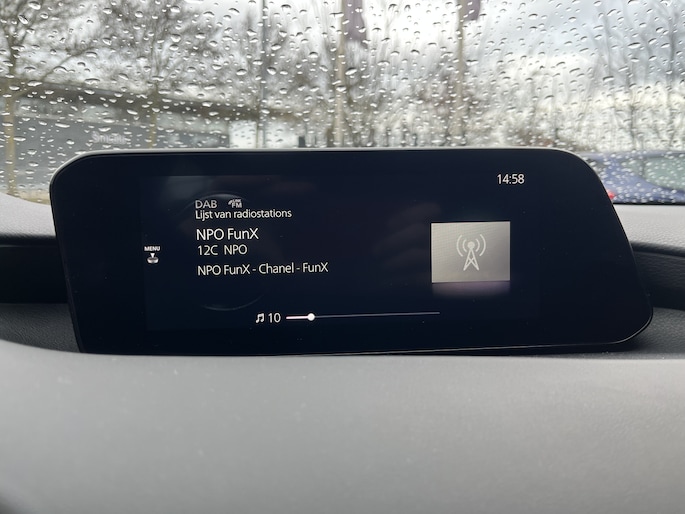 14:58
DAB FM
Lijst van radiostations
NPO FunX
12C NPO
NPO FunX - Chanel - FunX
MENU
10